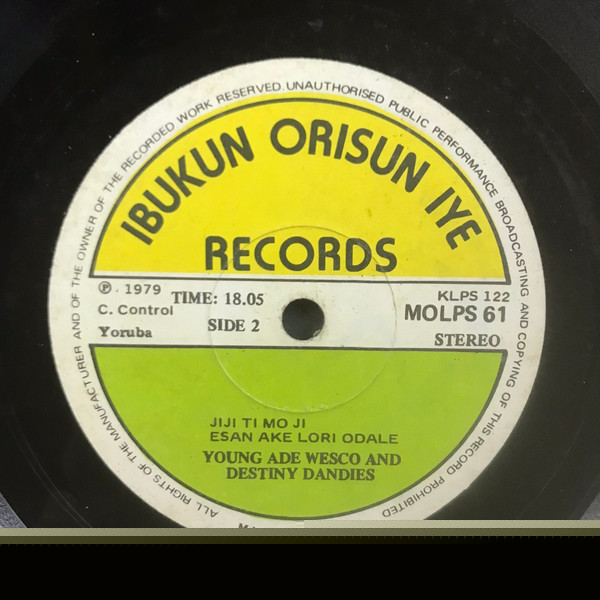 ALL RIGHTS OF THE MANUFACTURER AND OF THE OWNER OF THE RECORDED WORK RESERVED. UNAUTHORISED PUBLIC PERFORMANCE BROADCASTING AND COPYING OF THIS RECORD PROHIBITED
IBUKUN ORISUN IYE
RECORDS
Ⓟ. 1979
C. Control
Yoruba
TIME: 18.05
SIDE 2
KLPS 122
MOLPS 61
STEREO
JIJI TI MO JI
ESAN AKE LORI ODALE
YOUNG ADE WESCO AND
DESTINY DANDIES